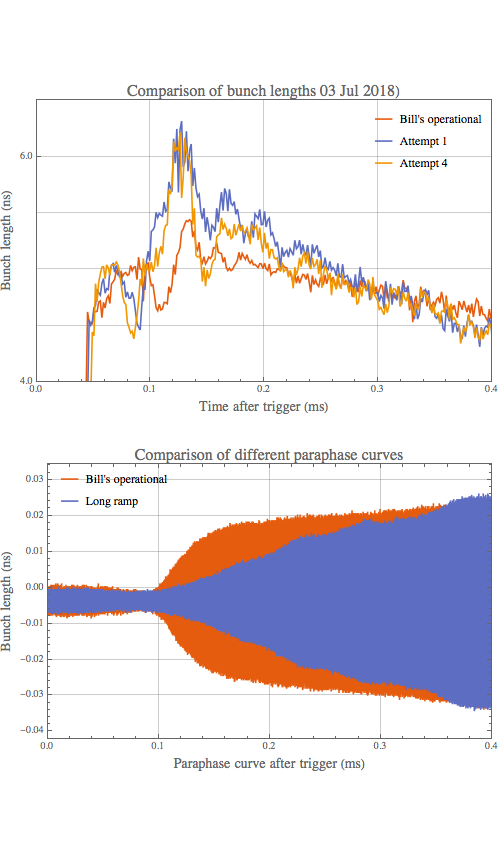 Comparison of bunch lengths 03 Jul 2018)
Bill's operational
Attempt 1
Attempt 4
6.0
4.0
Bunch length (ns)
0.0
0.1
0.2
0.3
0.4
Time after trigger (ms)
Comparison of different paraphase curves
Bill's operational
Long ramp
0.03
0.02
0.01
0.00
−0.01
−0.02
−0.03
−0.04
Bunch length (ns)
0.0
0.1
0.2
0.3
0.4
Paraphase curve after trigger (ms)